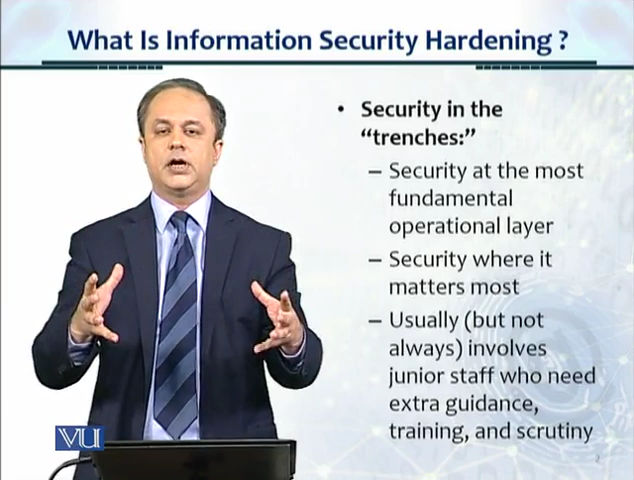 What Is Information Security Hardening ?
• Security in the
“trenches:”
– Security at the most
fundamental
operational layer
– Security where it
matters most
– Usually (but not
always) involves
junior staff who need
extra guidance,
training, and scrutiny
VU
2